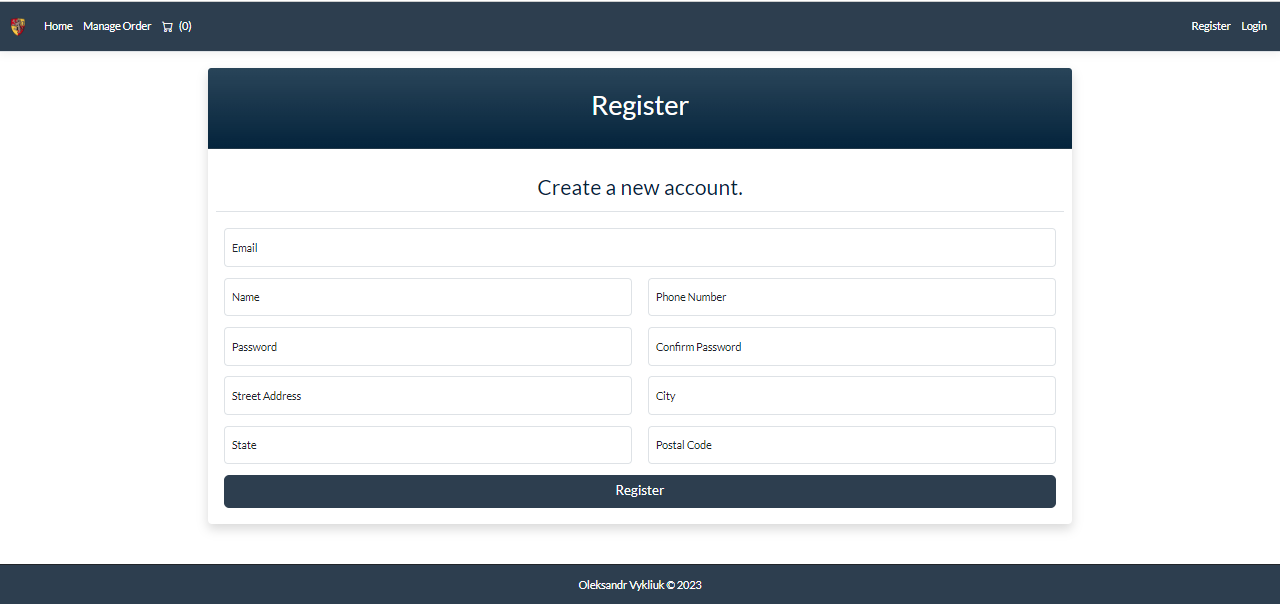 Home Manage Order (0) Register Login
Register
Create a new account.
Email
Name Phone Number
Password Confirm Password
Street Address City
State Postal Code
Register
Oleksandr Vykliuk © 2023